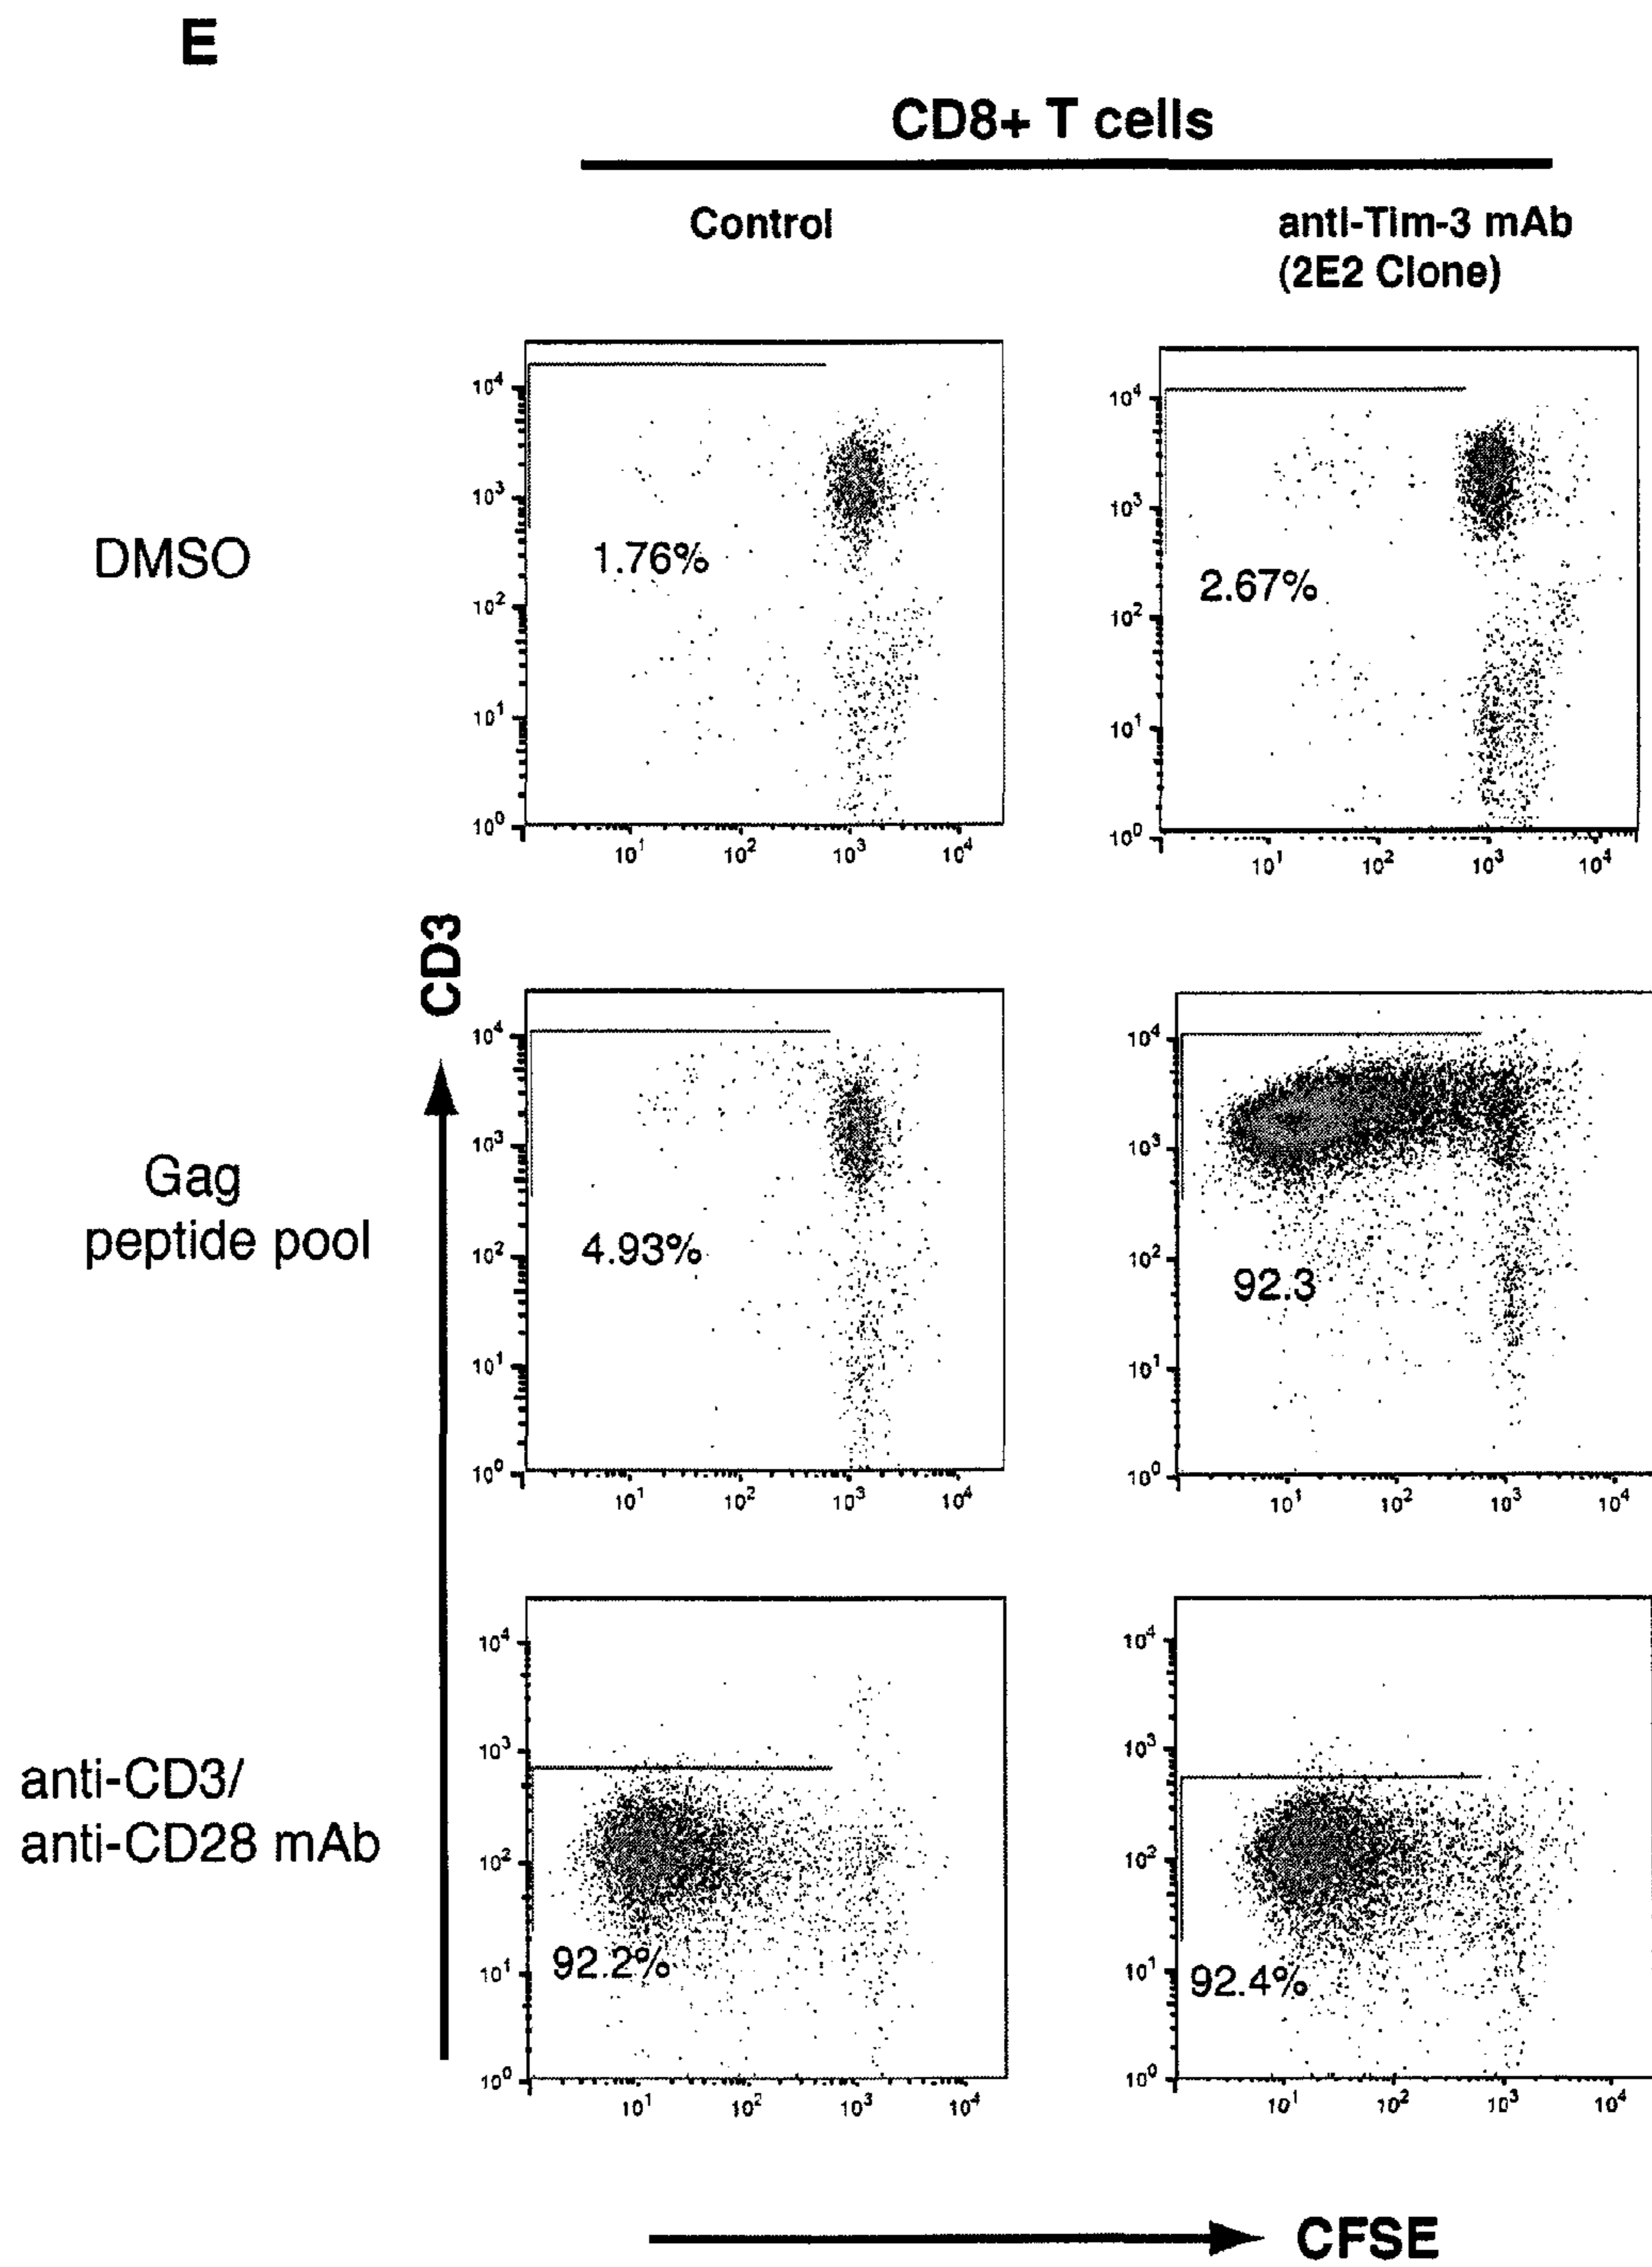 E
CD8+ T cells
Control
anti-Tim-3 mAb
(2E2 Clone)
DMSO
10⁴
10³
10²
10¹
10⁰
1.76%
10¹ 10² 10³ 10⁴
10⁴
10³
10²
10¹
10⁰
2.67%
10¹ 10² 10³ 10⁴
CD3
Gag
peptide pool
10⁴
10³
10²
10¹
10⁰
4.93%
10¹ 10² 10³ 10⁴
10⁴
10³
10²
10¹
10⁰
92.3
10¹ 10² 10³ 10⁴
anti-CD3/
anti-CD28 mAb
10⁴
10³
10²
10¹
10⁰
92.2%
10¹ 10² 10³ 10⁴
10⁴
10³
10²
10¹
10⁰
92.4%
10¹ 10² 10³ 10⁴
CFSE